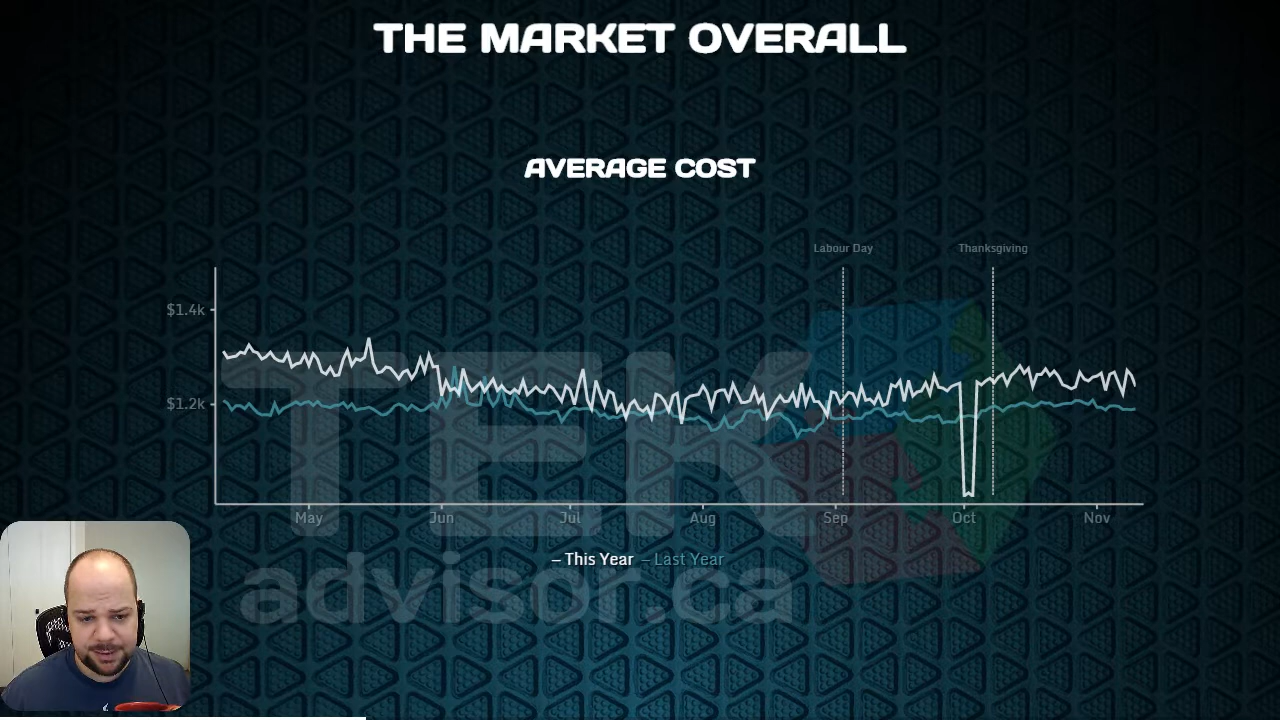 THE MARKET OVERALL
AVERAGE COST
Labour Day Thanksgiving
$1.4k
$1.2k
TEK
advisor.ca
May Jun Jul Aug Sep Oct Nov
– This Year – Last Year